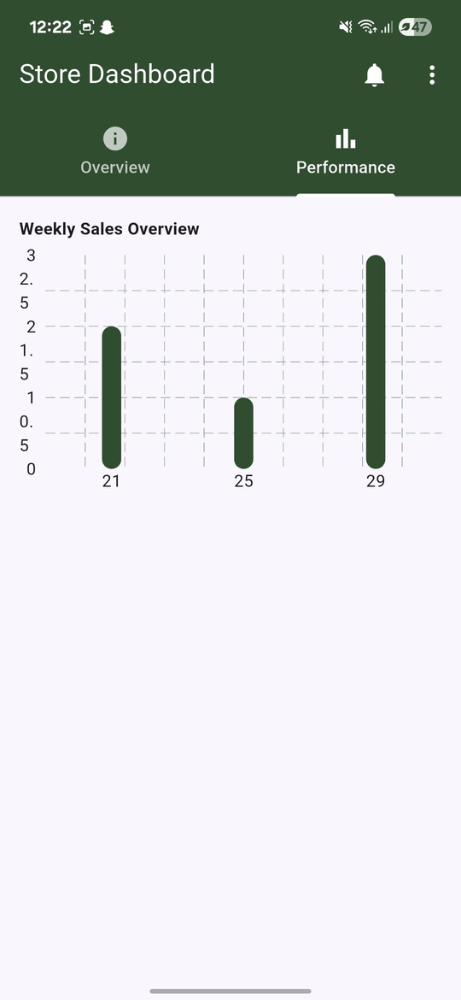 12:22
47
Store Dashboard
Overview
Performance
Weekly Sales Overview
3
2.
5
2
1.
5
1
0.
5
0
21 25 29